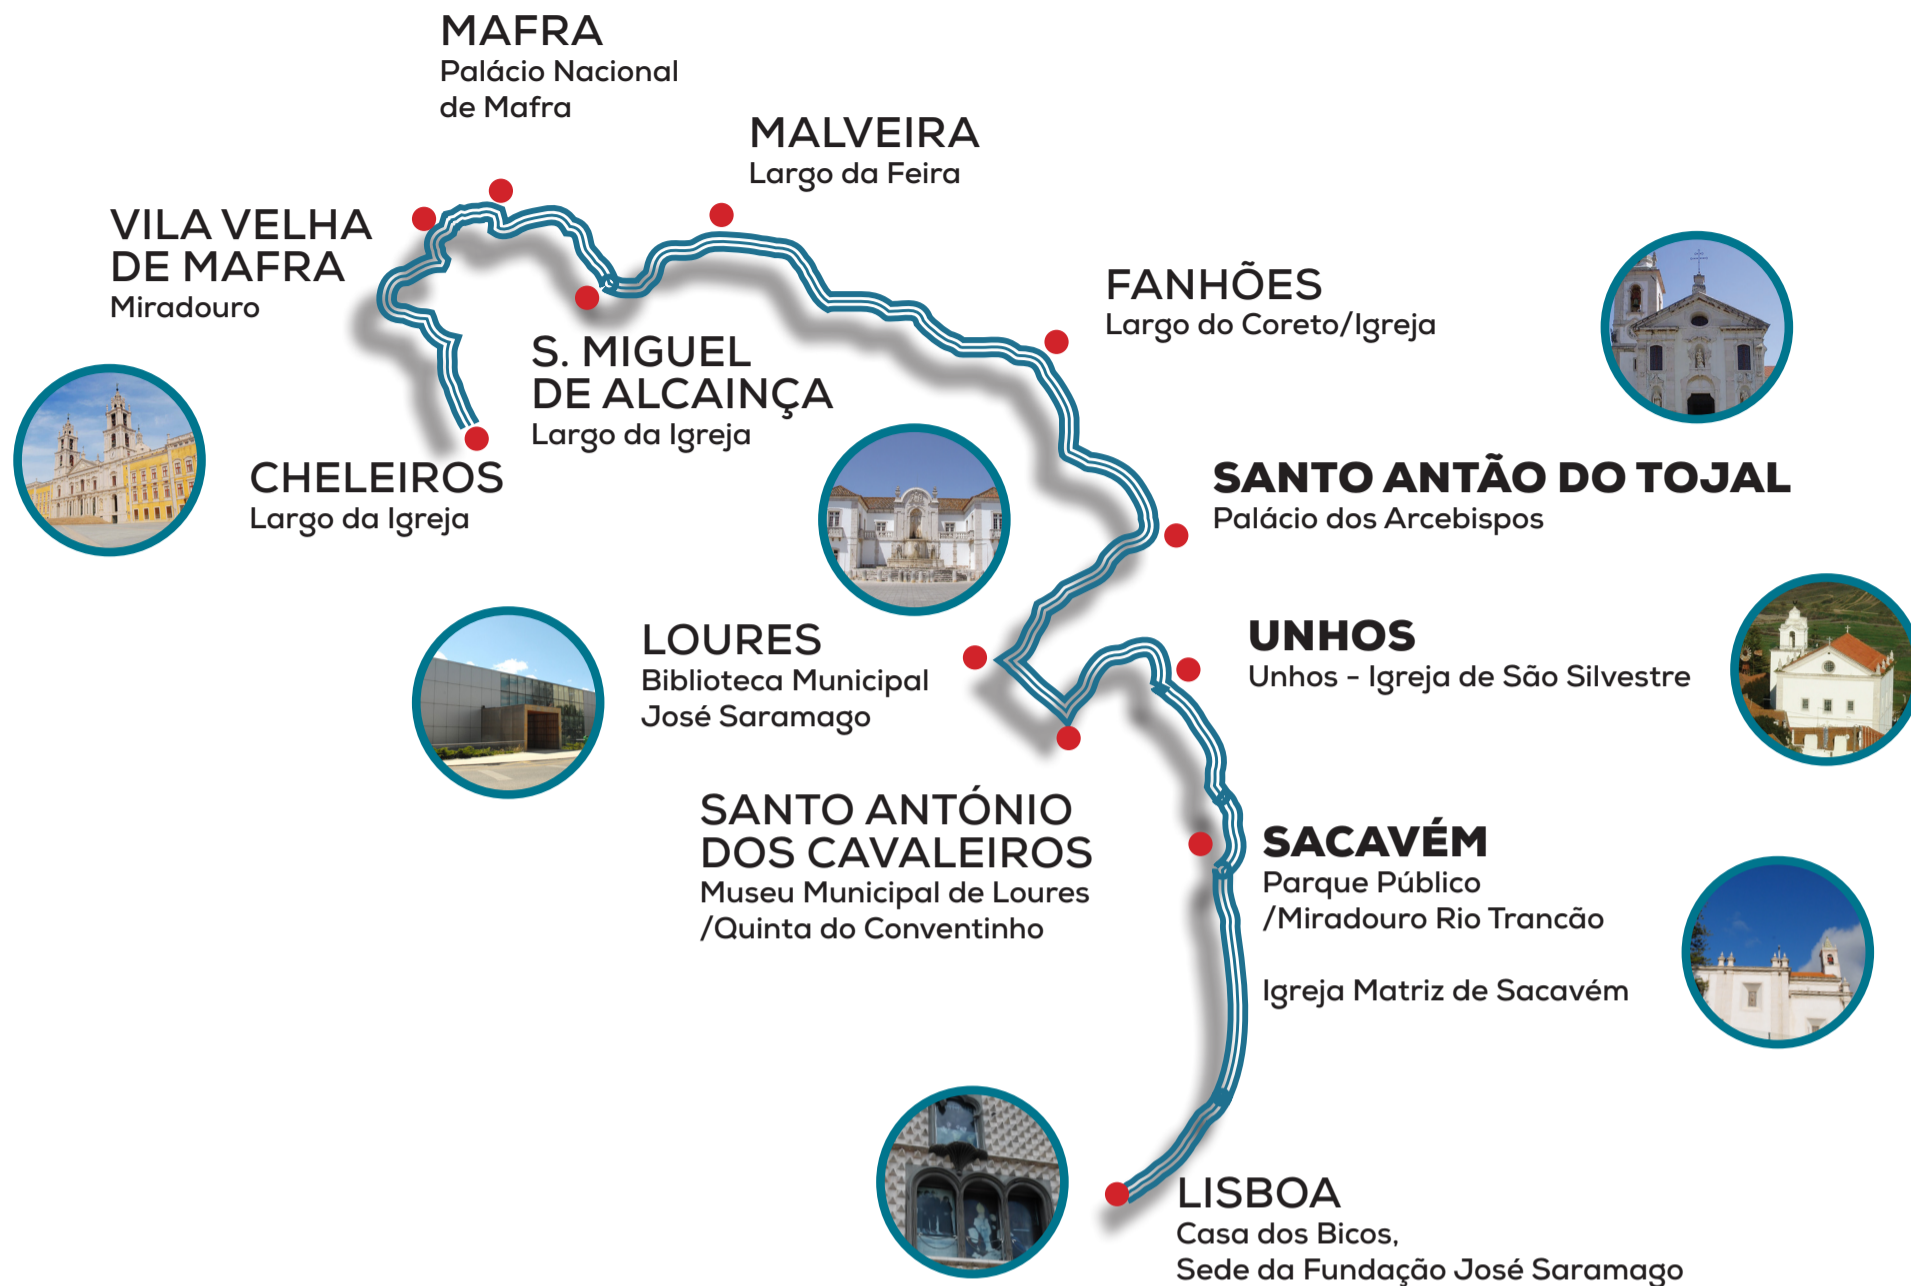 MAFRA
Palácio Nacional
de Mafra
MALVEIRA
Largo da Feira
VILA VELHA
DE MAFRA
Miradouro
FANHÕES
Largo do Coreto/Igreja
S. MIGUEL
DE ALCAINÇA
Largo da Igreja
CHELEIROS
Largo da Igreja
SANTO ANTÃO DO TOJAL
Palácio dos Arcebispos
LOURES
Biblioteca Municipal
José Saramago
UNHOS
Unhos - Igreja de São Silvestre
SANTO ANTÓNIO
DOS CAVALEIROS
Museu Municipal de Loures
/Quinta do Conventinho
SACAVÉM
Parque Público
/Miradouro Rio Trancão
Igreja Matriz de Sacavém
LISBOA
Casa dos Bicos,
Sede da Fundação José Saramago